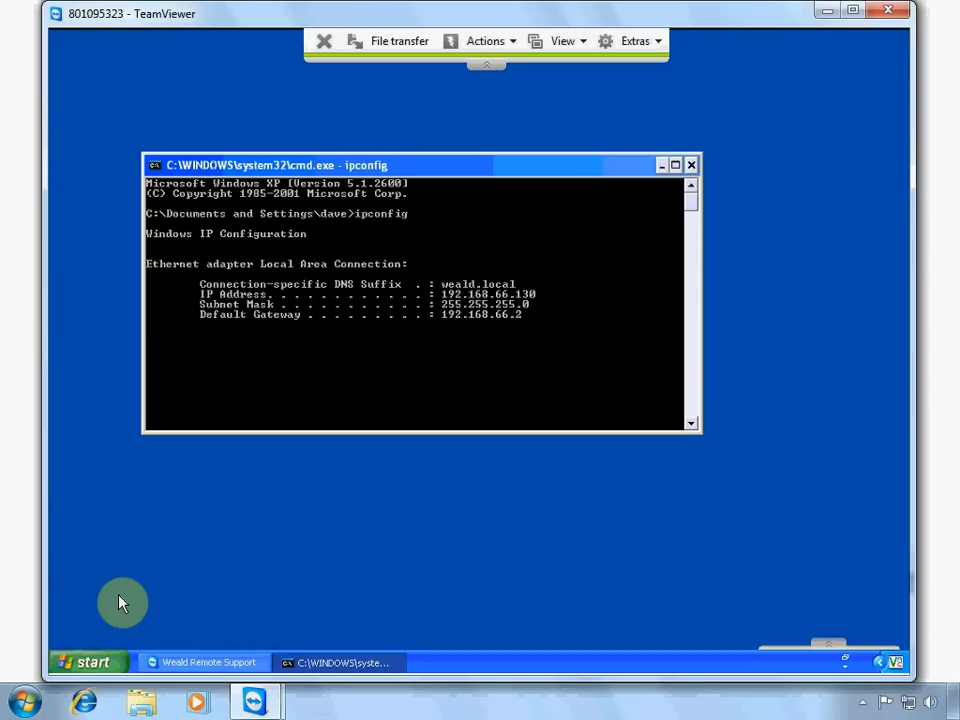 801095323 - TeamViewer
File transfer Actions View Extras
C:\WINDOWS\system32\cmd.exe - ipconfig
Microsoft Windows XP [Version 5.1.2600]
(C) Copyright 1985-2001 Microsoft Corp.
C:\Documents and Settings\dave>ipconfig
Windows IP Configuration
Ethernet adapter Local Area Connection:
Connection-specific DNS Suffix . : weald.local
IP Address. . . . . . . . . . . . : 192.168.66.130
Subnet Mask . . . . . . . . . . . : 255.255.255.0
Default Gateway . . . . . . . . . : 192.168.66.2
start Weald Remote Support C:\WINDOWS\syste...